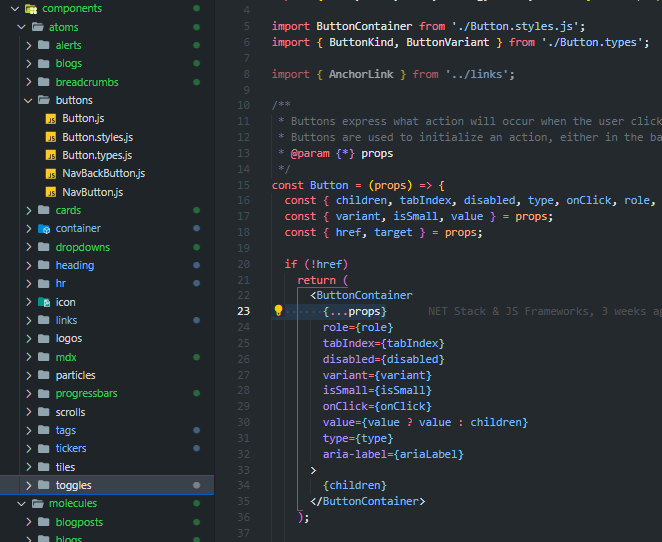 components
atoms
alerts
blogs
breadcrumbs
buttons
Button.js
Button.styles.js
Button.types.js
NavBackButton.js
NavButton.js
cards
container
dropdowns
heading
hr
icon
links
logos
mdx
particles
progressbars
scrolls
tags
tickers
tiles
toggles
molecules
blogposts
blogs
4
5 import ButtonContainer from './Button.styles.js';
6 import { ButtonKind, ButtonVariant } from './Button.types';
7
8 import { AnchorLink } from '../links';
9
10 /**
11 * Buttons express what action will occur when the user click
12 * Buttons are used to initialize an action, either in the ba
13 * @param {*} props
14 */
15 const Button = (props) => {
16 const { children, tabIndex, disabled, type, onClick, role,
17 const { variant, isSmall, value } = props;
18 const { href, target } = props;
19
20 if (!href)
21 return (
22 <ButtonContainer
23 {...props} NET Stack & JS Frameworks, 3 weeks ag
24 role={role}
25 tabIndex={tabIndex}
26 disabled={disabled}
27 variant={variant}
28 isSmall={isSmall}
29 onClick={onClick}
30 value={value ? value : children}
31 type={type}
32 aria-label={ariaLabel}
33 >
34 {children}
35 </ButtonContainer>
36 );
37